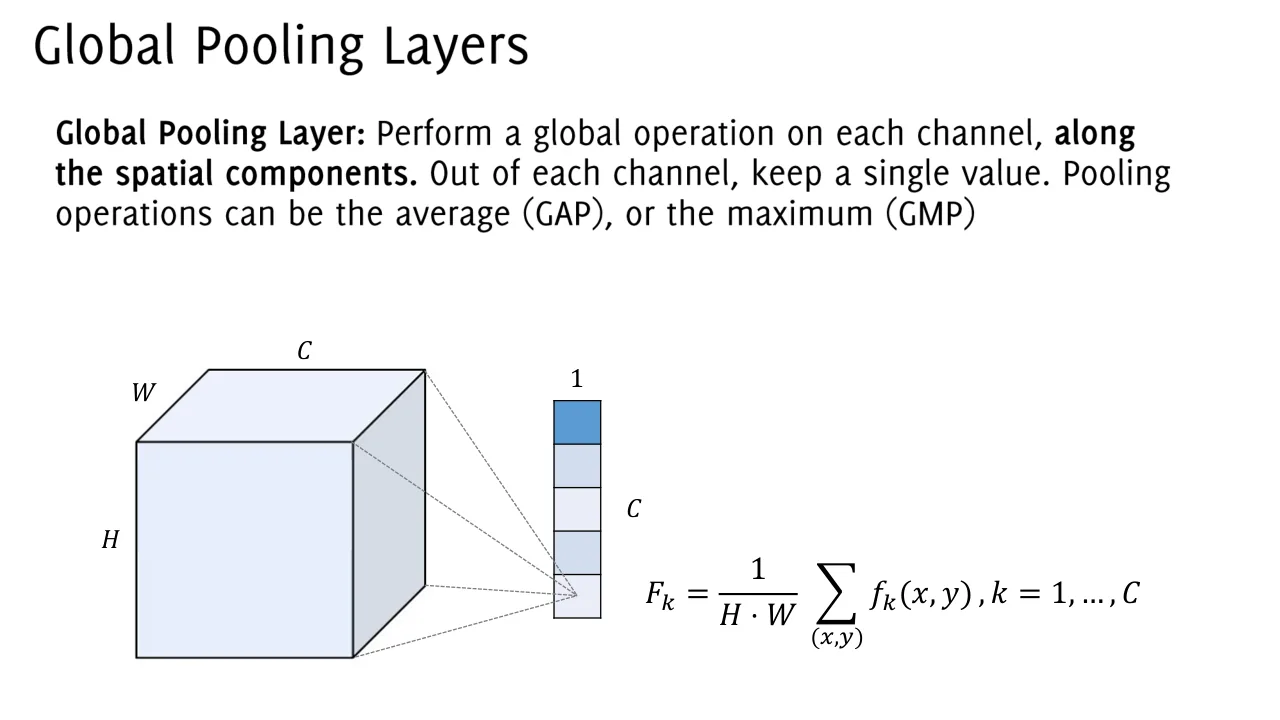 Global Pooling Layers
Global Pooling Layer: Perform a global operation on each channel, along
the spatial components. Out of each channel, keep a single value. Pooling
operations can be the average (GAP), or the maximum (GMP)
C
W
H
1
C
F_k = \frac{1}{H \cdot W} \sum_{(x,y)} f_k(x, y), k = 1, ..., C